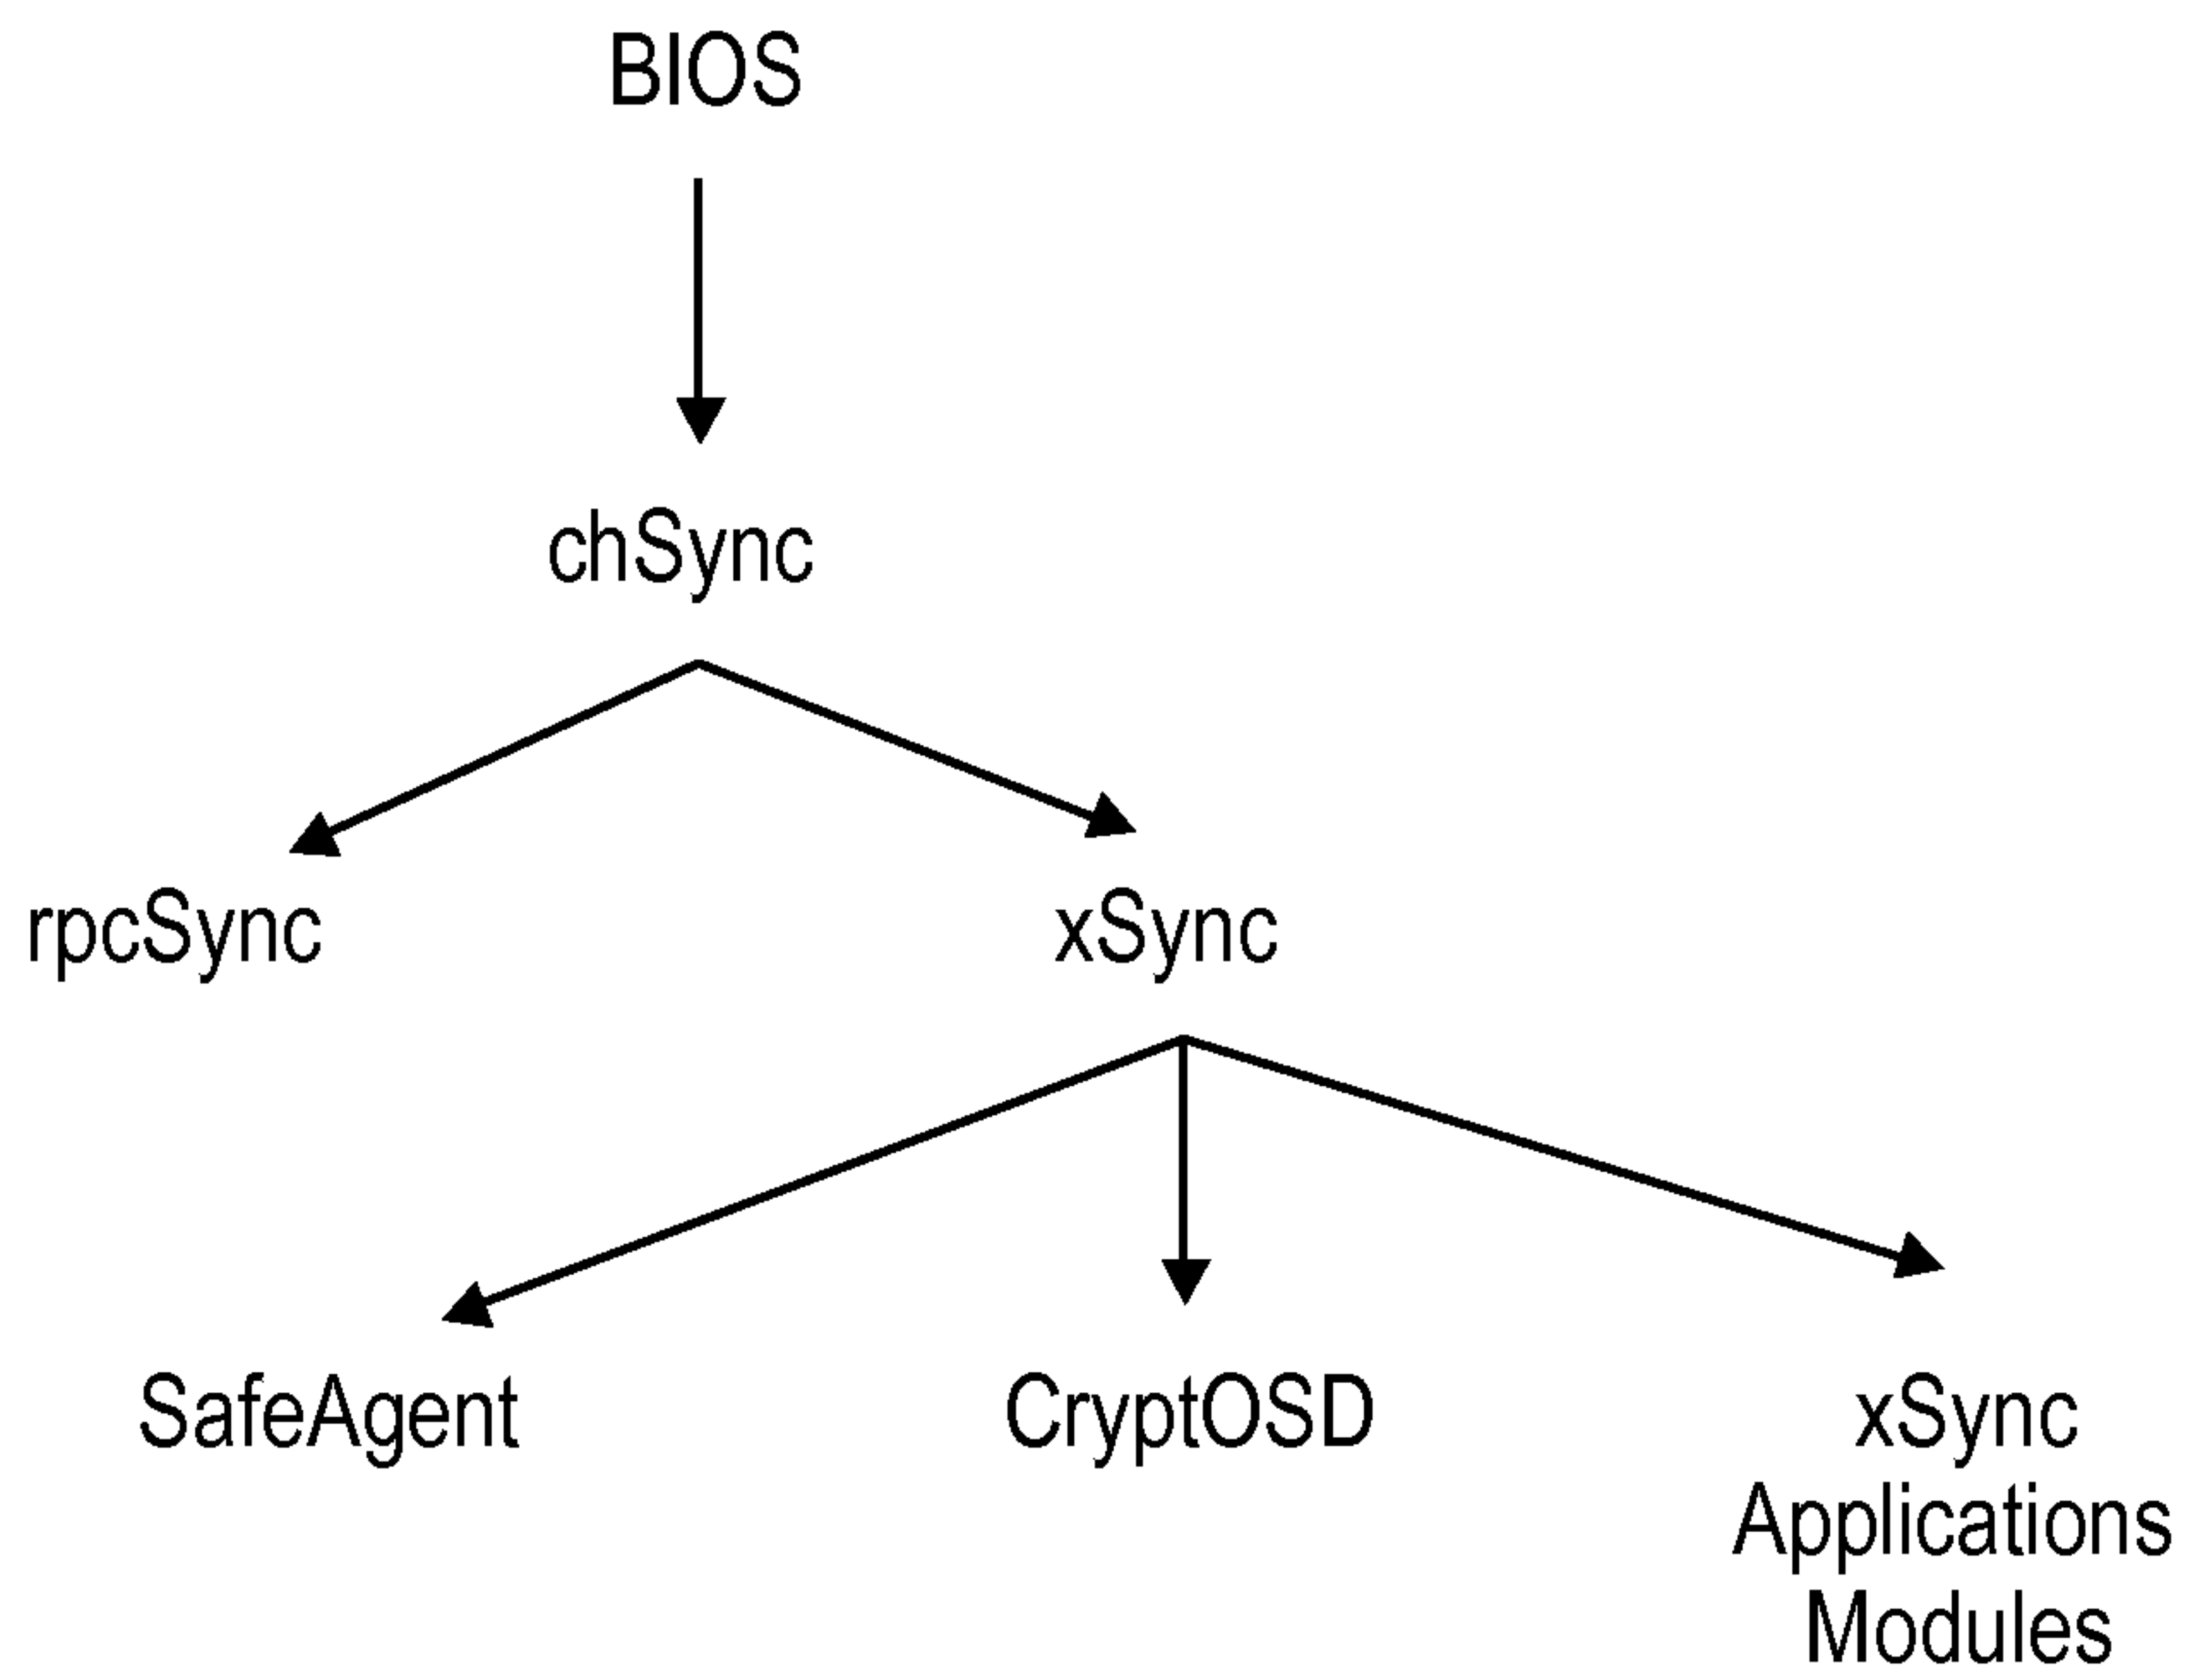 BIOS
chSync
rpcSync
xSync
SafeAgent
CryptOSD
xSync
Applications
Modules